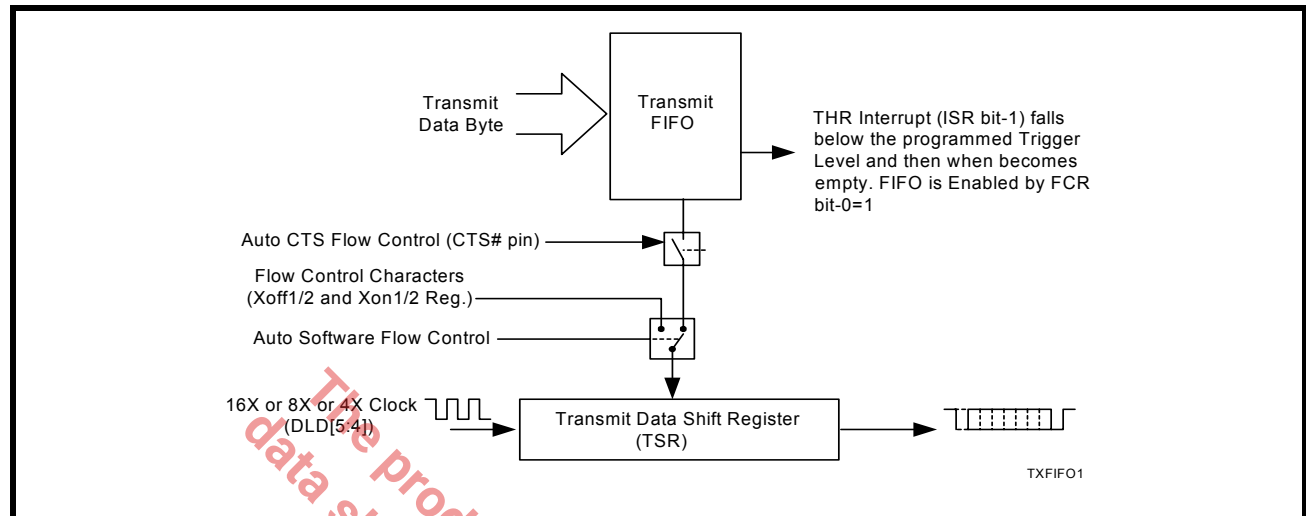 Transmit
Data Byte
Transmit
FIFO
THR Interrupt (ISR bit-1) falls
below the programmed Trigger
Level and then when becomes
empty. FIFO is Enabled by FCR
bit-0=1
Auto CTS Flow Control (CTS# pin)
Flow Control Characters
(Xoff1/2 and Xon1/2 Reg.)
Auto Software Flow Control
16X or 8X or 4X Clock
(DLD[5:4])
Transmit Data Shift Register
(TSR)
TXFIFO1
The prod
data s